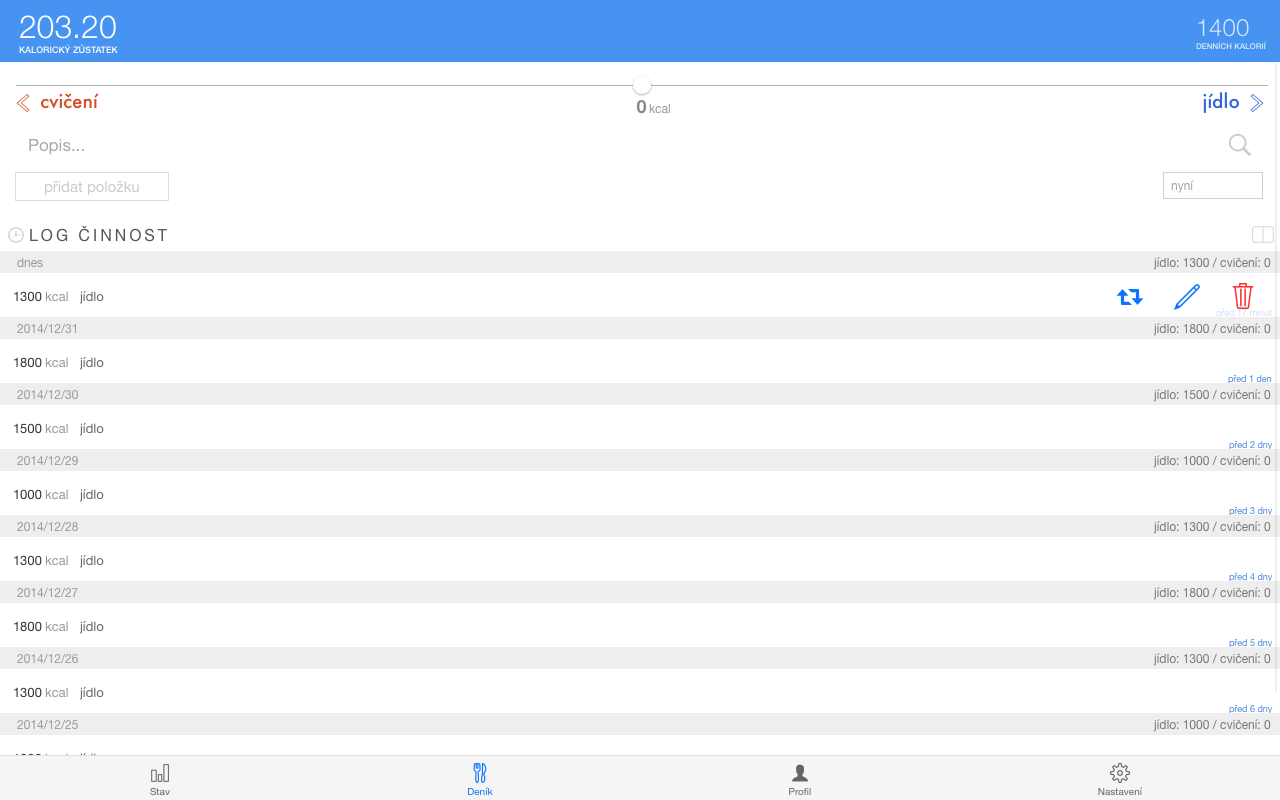 203.20
KALORICKÝ ZŮSTATEK
1400
DENNÍCH KALORIÍ
cvičení
0 kcal
jídlo
Popis...
přidat položku
nyní
LOG ČINNOST
dnes jídlo: 1300 / cvičení: 0
1300 kcal jídlo
před 17 minut
2014/12/31 jídlo: 1800 / cvičení: 0
1800 kcal jídlo
před 1 den
2014/12/30 jídlo: 1500 / cvičení: 0
1500 kcal jídlo
před 2 dny
2014/12/29 jídlo: 1000 / cvičení: 0
1000 kcal jídlo
před 3 dny
2014/12/28 jídlo: 1300 / cvičení: 0
1300 kcal jídlo
před 4 dny
2014/12/27 jídlo: 1800 / cvičení: 0
1800 kcal jídlo
před 5 dny
2014/12/26 jídlo: 1300 / cvičení: 0
1300 kcal jídlo
před 6 dny
2014/12/25 jídlo: 1000 / cvičení: 0
Stav
Deník
Profil
Nastavení